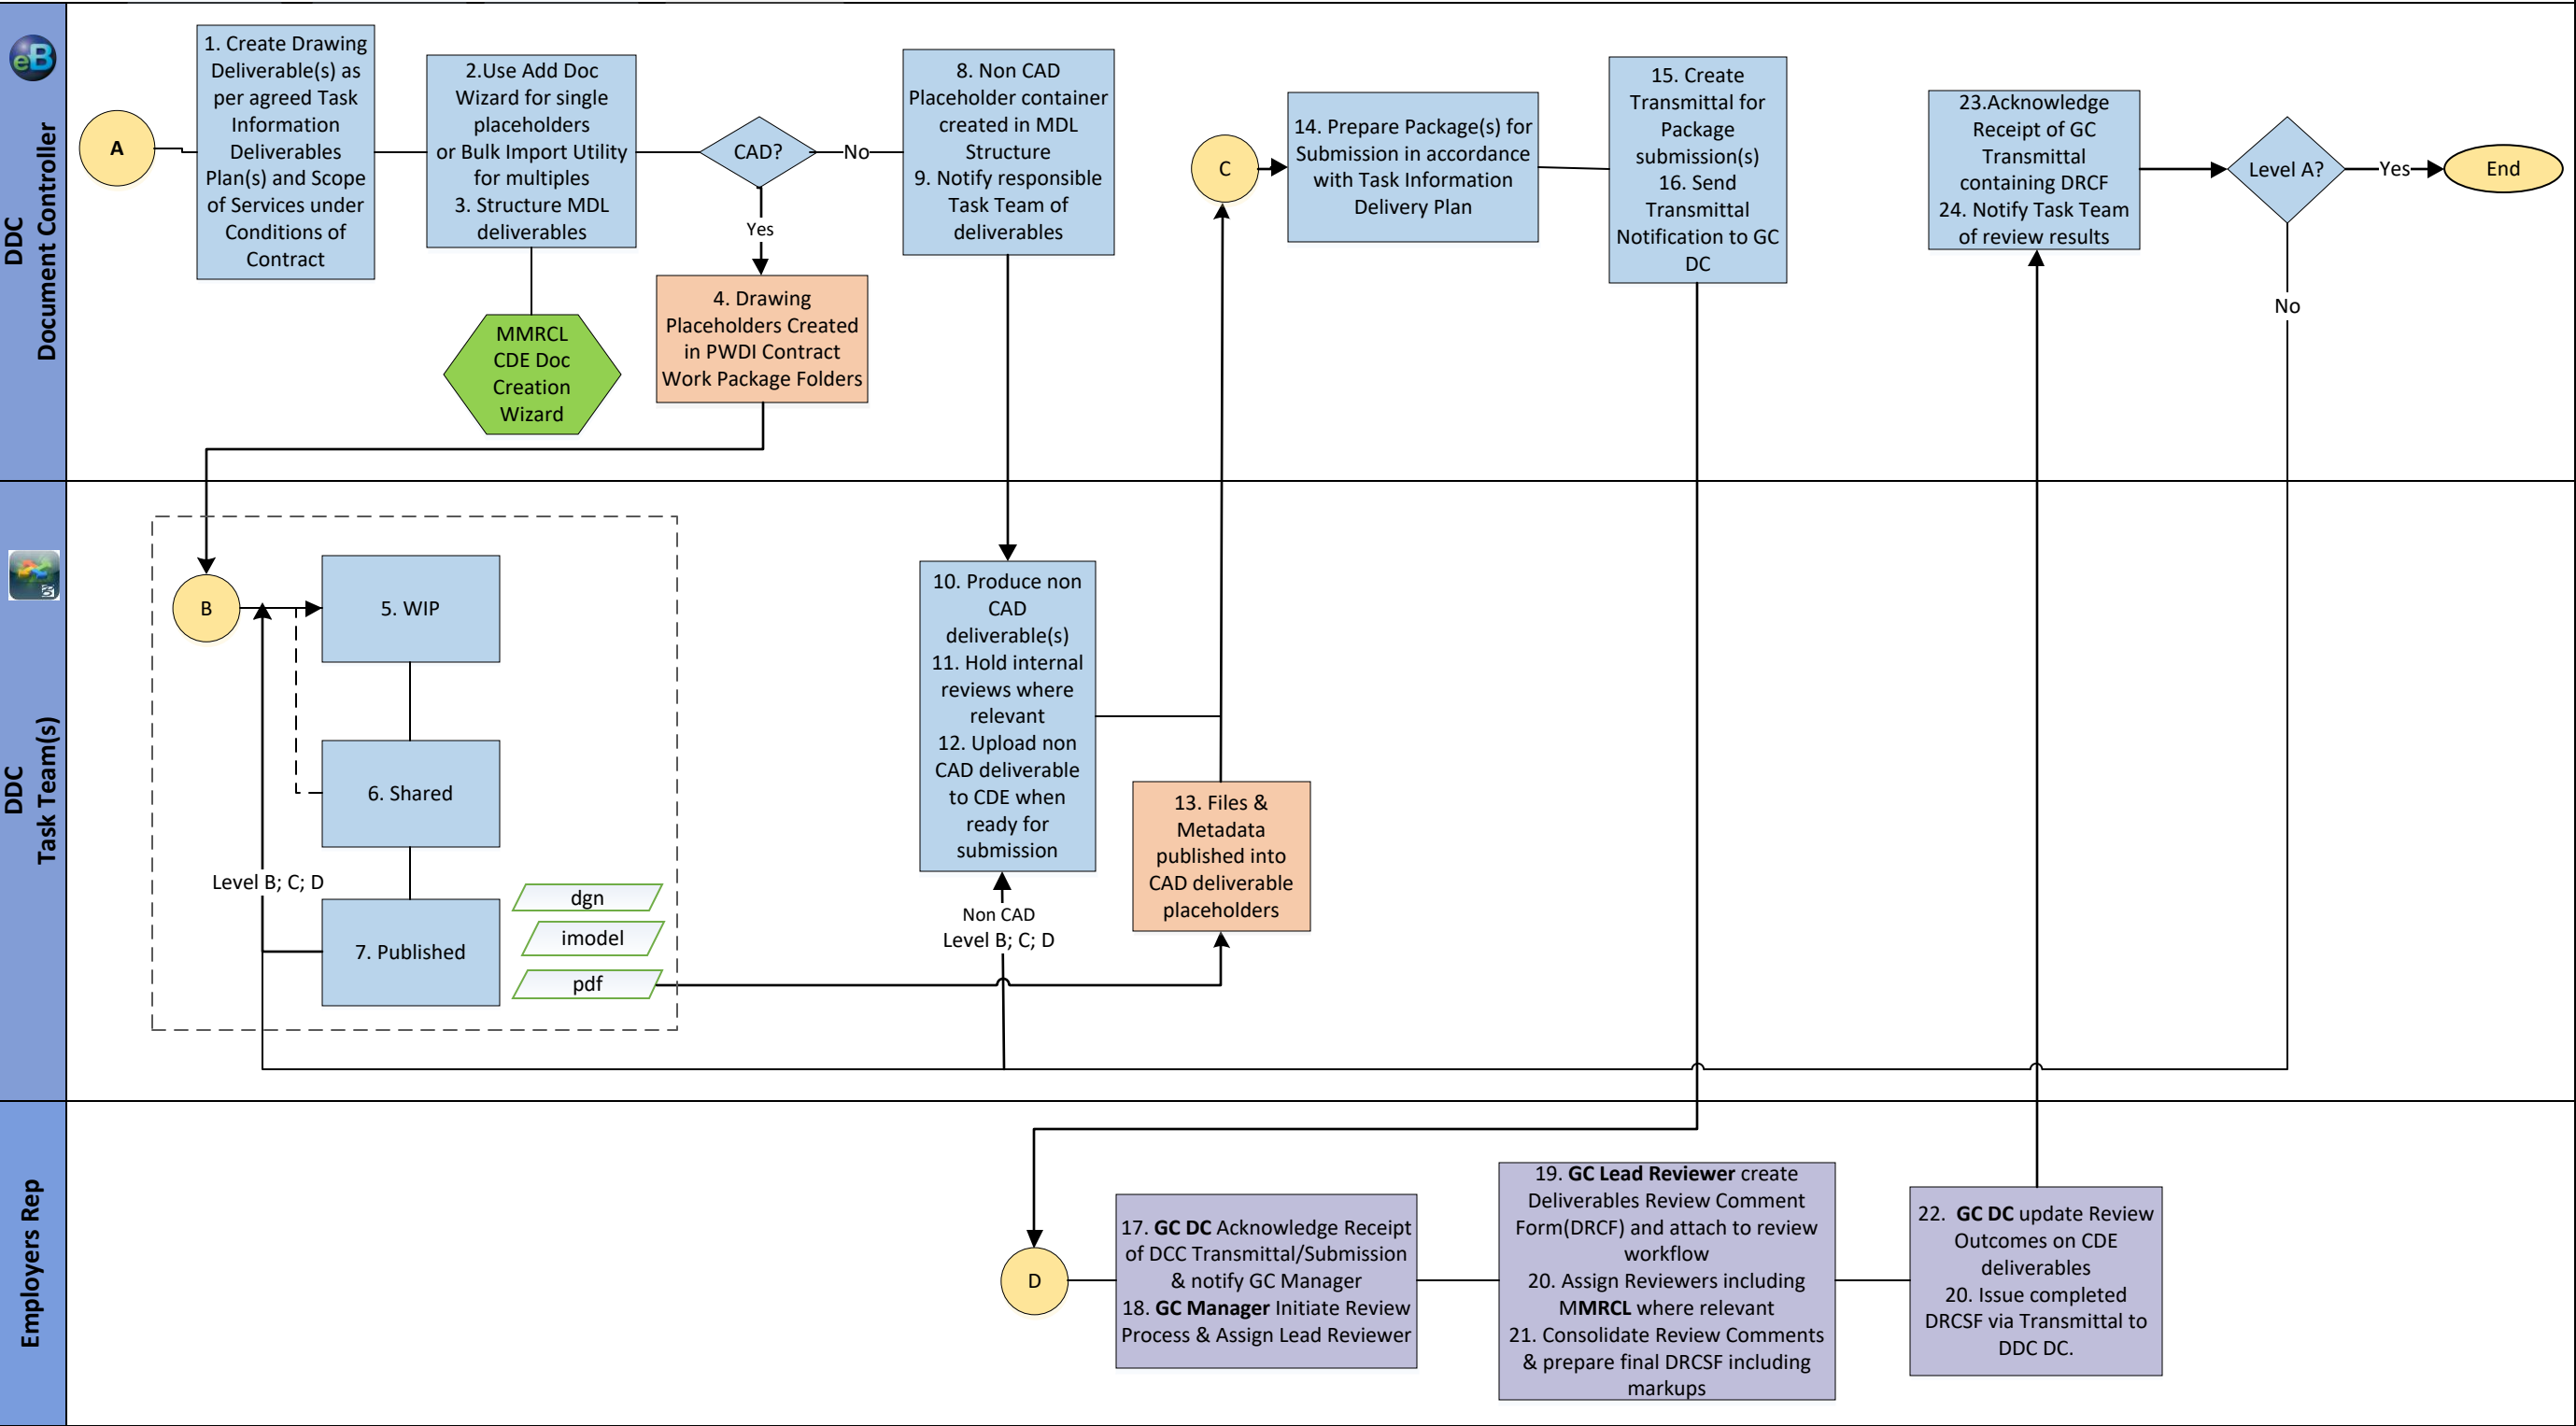 DDC
Document Controller
eB
A
1. Create Drawing
Deliverable(s) as
per agreed Task
Information
Deliverables
Plan(s) and Scope
of Services under
Conditions of
Contract
2.Use Add Doc
Wizard for single
placeholders
or Bulk Import Utility
for multiples
3. Structure MDL
deliverables
MMRCL
CDE Doc
Creation
Wizard
CAD?
No
Yes
4. Drawing
Placeholders Created
in PWDI Contract
Work Package Folders
8. Non CAD
Placeholder container
created in MDL
Structure
9. Notify responsible
Task Team of
deliverables
C
14. Prepare Package(s) for
Submission in accordance
with Task Information
Delivery Plan
15. Create
Transmittal for
Package
submission(s)
16. Send
Transmittal
Notification to GC
DC
23.Acknowledge
Receipt of GC
Transmittal
containing DRCF
24. Notify Task Team
of review results
Level A?
Yes
End
No
DDC
Task Team(s)
B
5. WIP
6. Shared
Level B; C; D
7. Published
dgn
imodel
pdf
10. Produce non
CAD
deliverable(s)
11. Hold internal
reviews where
relevant
12. Upload non
CAD deliverable
to CDE when
ready for
submission
Non CAD
Level B; C; D
13. Files &
Metadata
published into
CAD deliverable
placeholders
Employers Rep
D
17. GC DC Acknowledge Receipt
of DCC Transmittal/Submission
& notify GC Manager
18. GC Manager Initiate Review
Process & Assign Lead Reviewer
19. GC Lead Reviewer create
Deliverables Review Comment
Form(DRCF) and attach to review
workflow
20. Assign Reviewers including
MMRCL where relevant
21. Consolidate Review Comments
& prepare final DRCSF including
markups
22. GC DC update Review
Outcomes on CDE
deliverables
20. Issue completed
DRCSF via Transmittal to
DDC DC.